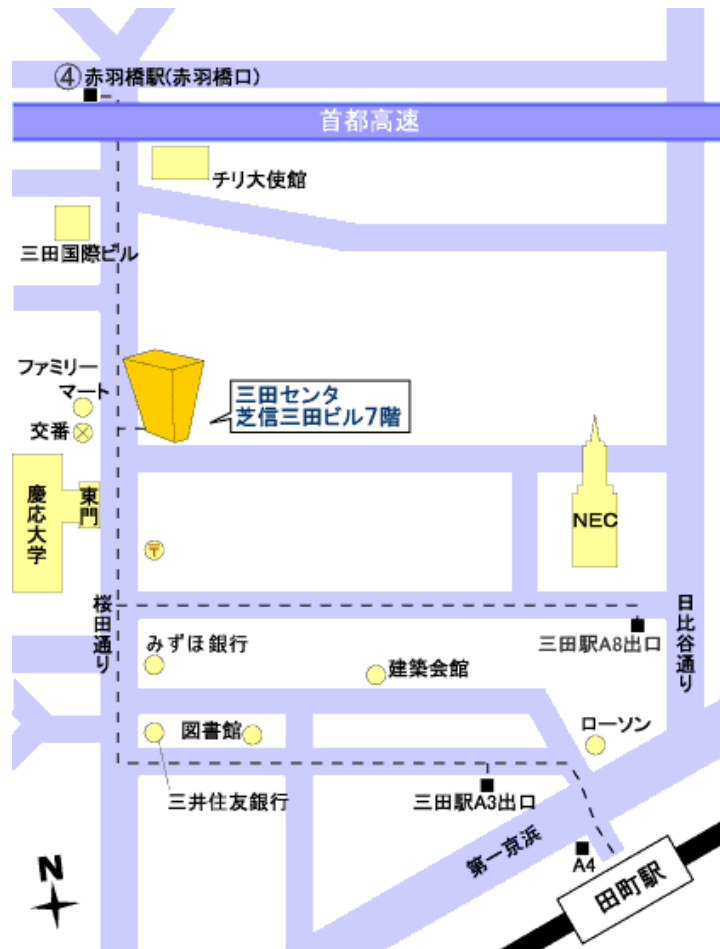 ④赤羽橋駅(赤羽橋口)
首都高速
チリ大使館
三田国際ビル
ファミリー
マート
三田センタ
芝信三田ビル7階
交番
慶応大学
東門
NEC
〒
桜田通り
日比谷通り
三田駅A8出口
みずほ銀行
建築会館
図書館
ローソン
三井住友銀行
三田駅A3出口
第一京浜
A4
田町駅
N